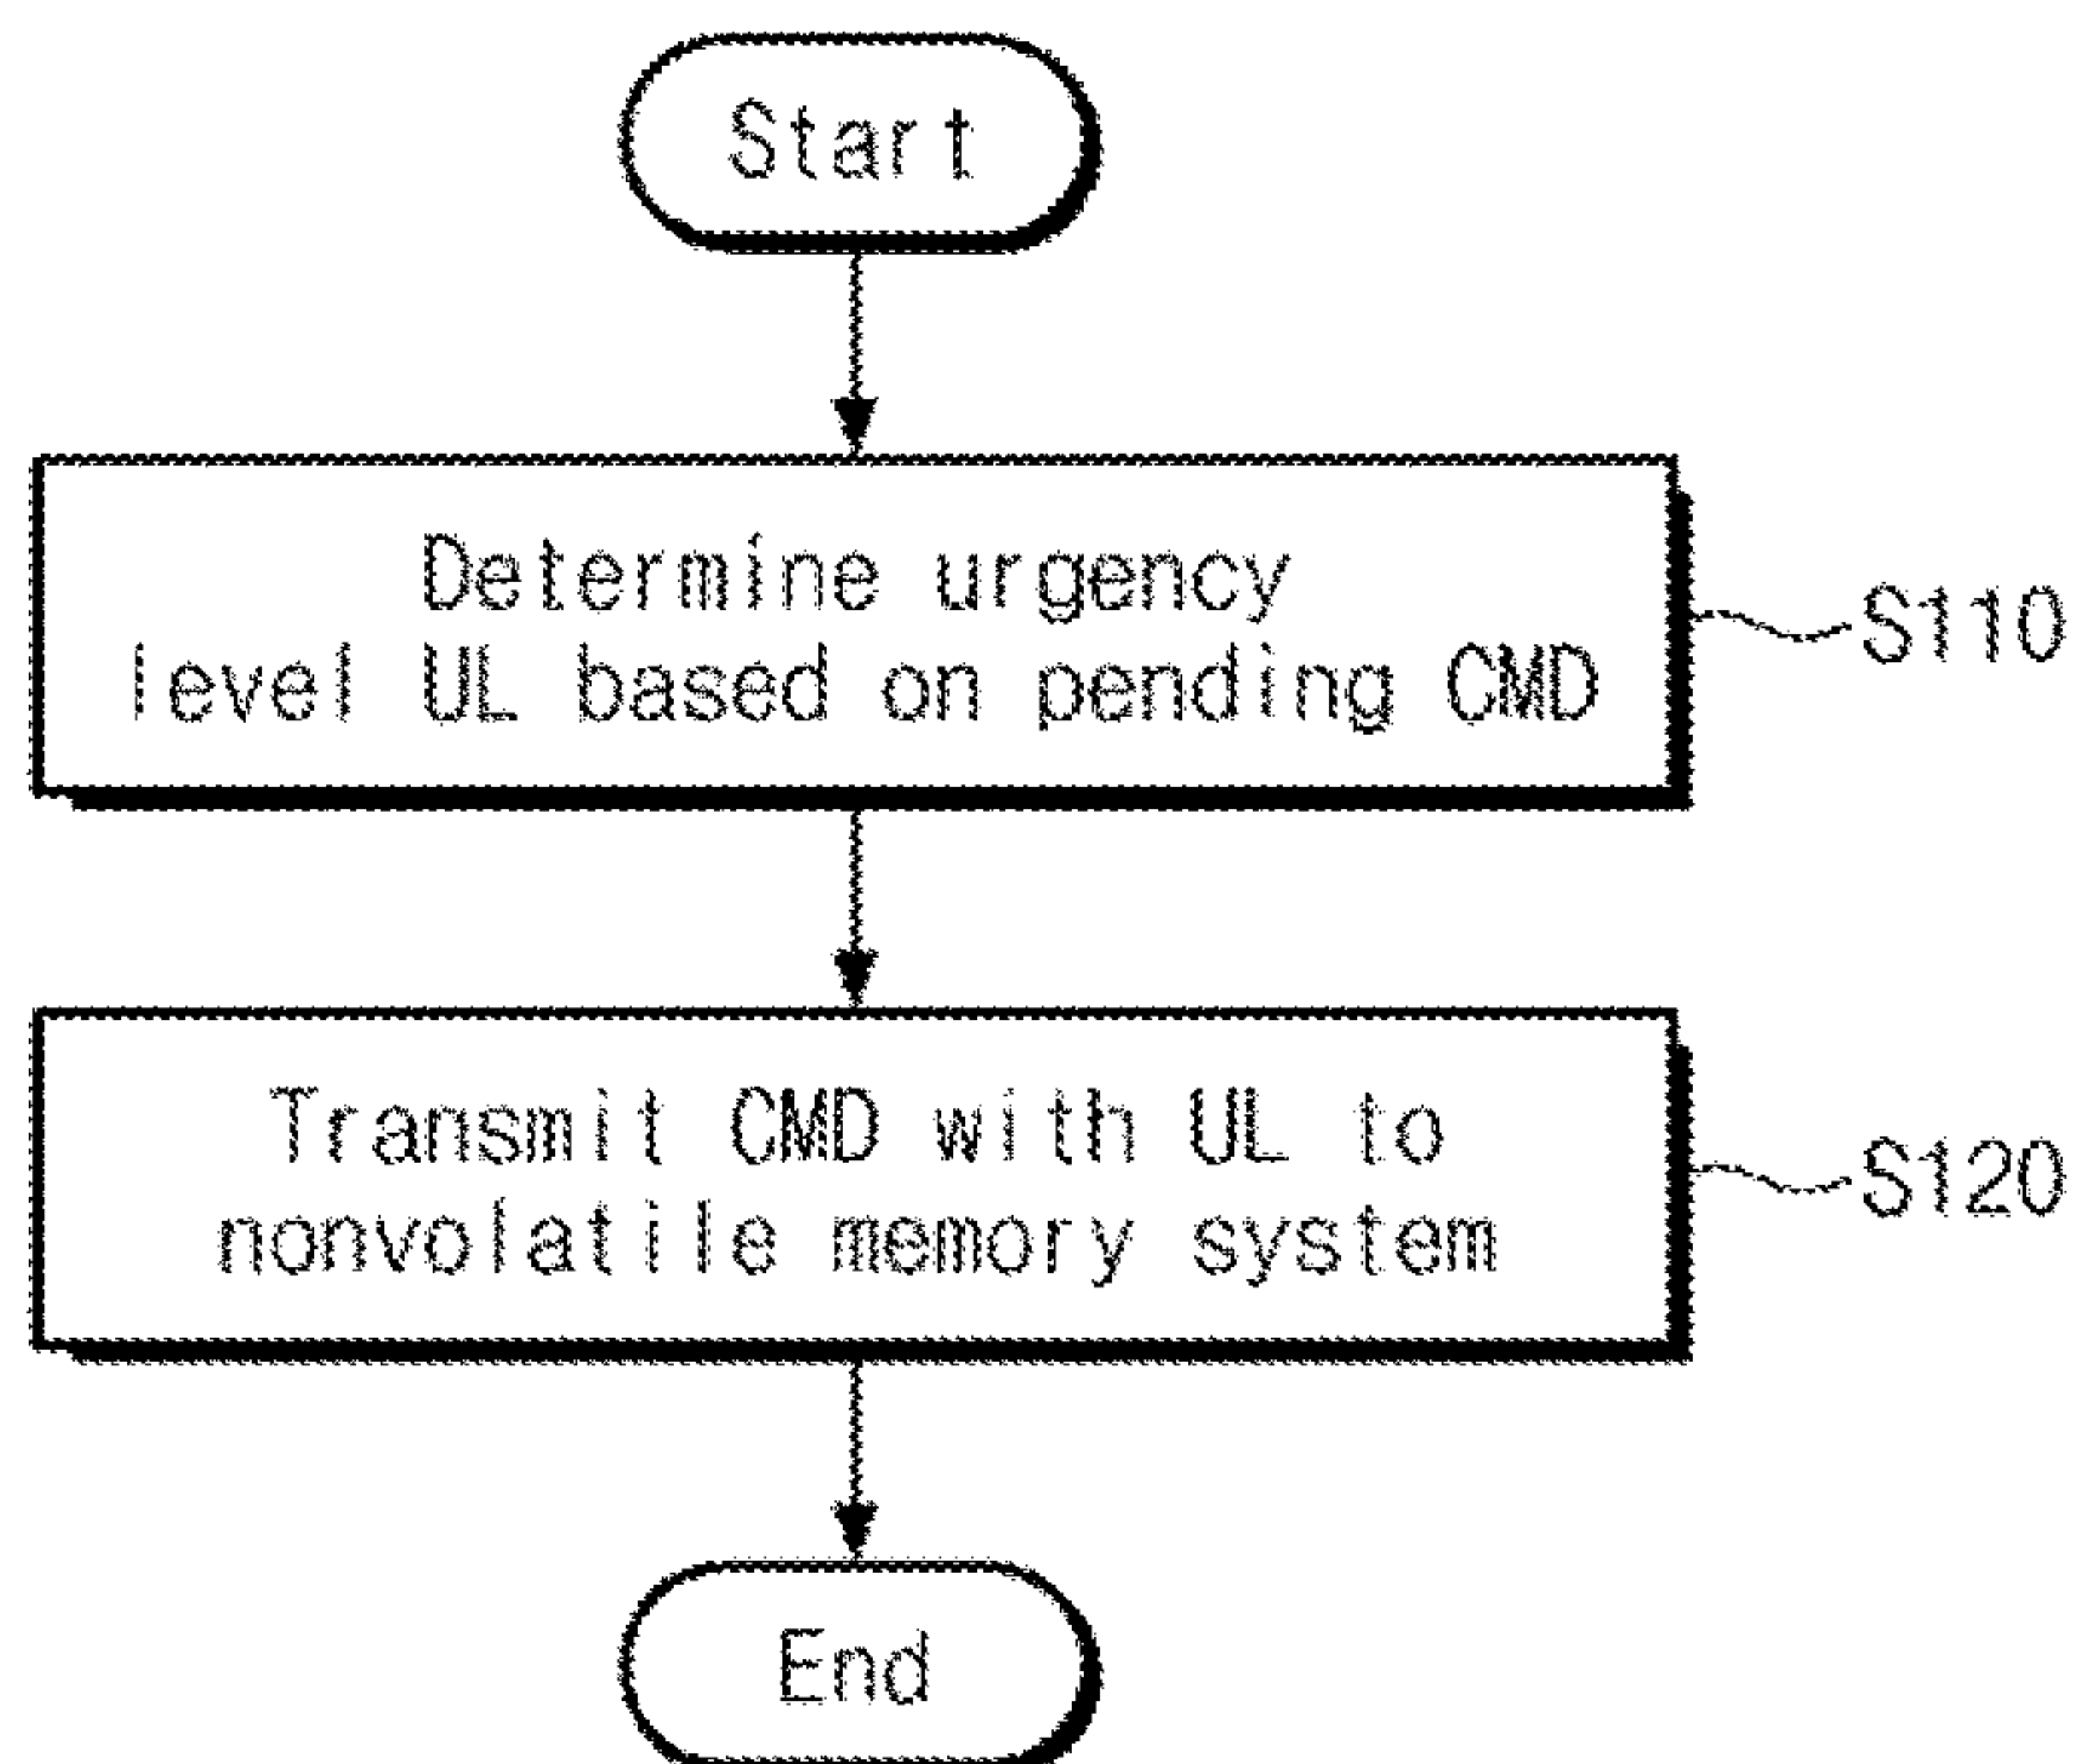 Start
Determine urgency
level UL based on pending CMD
S110
Transmit CMD with UL to
nonvolatile memory system
S120
End